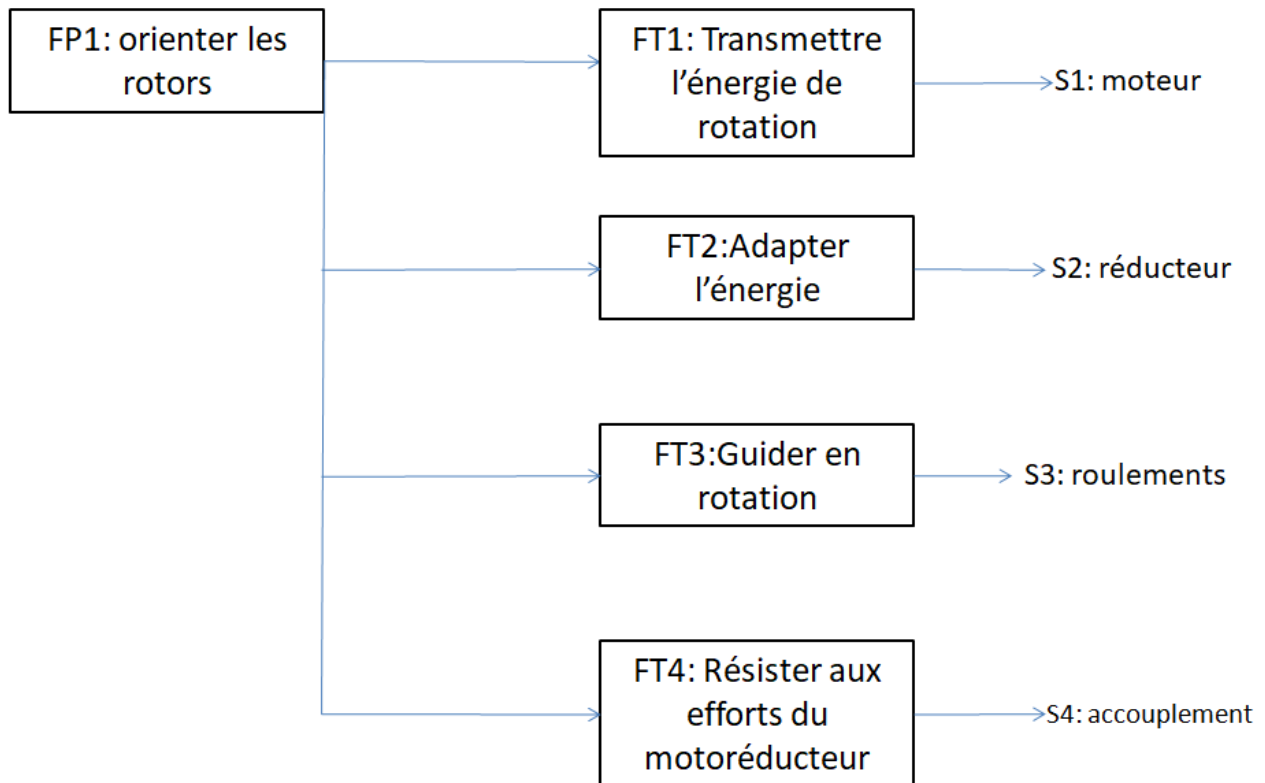 FP1: orienter les
rotors
FT1: Transmettre
l’énergie de
rotation
S1: moteur
FT2:Adapter
l’énergie
S2: réducteur
FT3:Guider en
rotation
S3: roulements
FT4: Résister aux
efforts du
motoréducteur
S4: accouplement